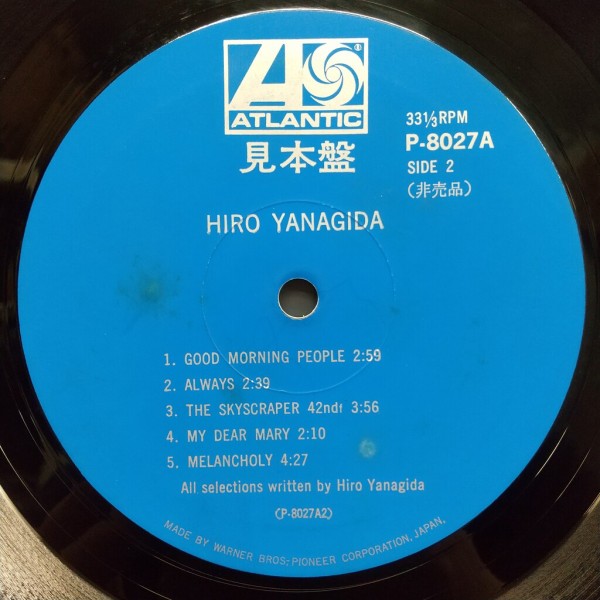 ATLANTIC
見本盤
33⅓RPM
P-8027A
SIDE 2
(非売品)
HIRO YANAGIDA
1. GOOD MORNING PEOPLE 2:59
2. ALWAYS 2:39
3. THE SKYSCRAPER 42ndf 3:56
4. MY DEAR MARY 2:10
5. MELANCHOLY 4:27
All selections written by Hiro Yanagida
(P-8027A2)
MADE BY WARNER BROS;-PIONEER CORPORATION, JAPAN.